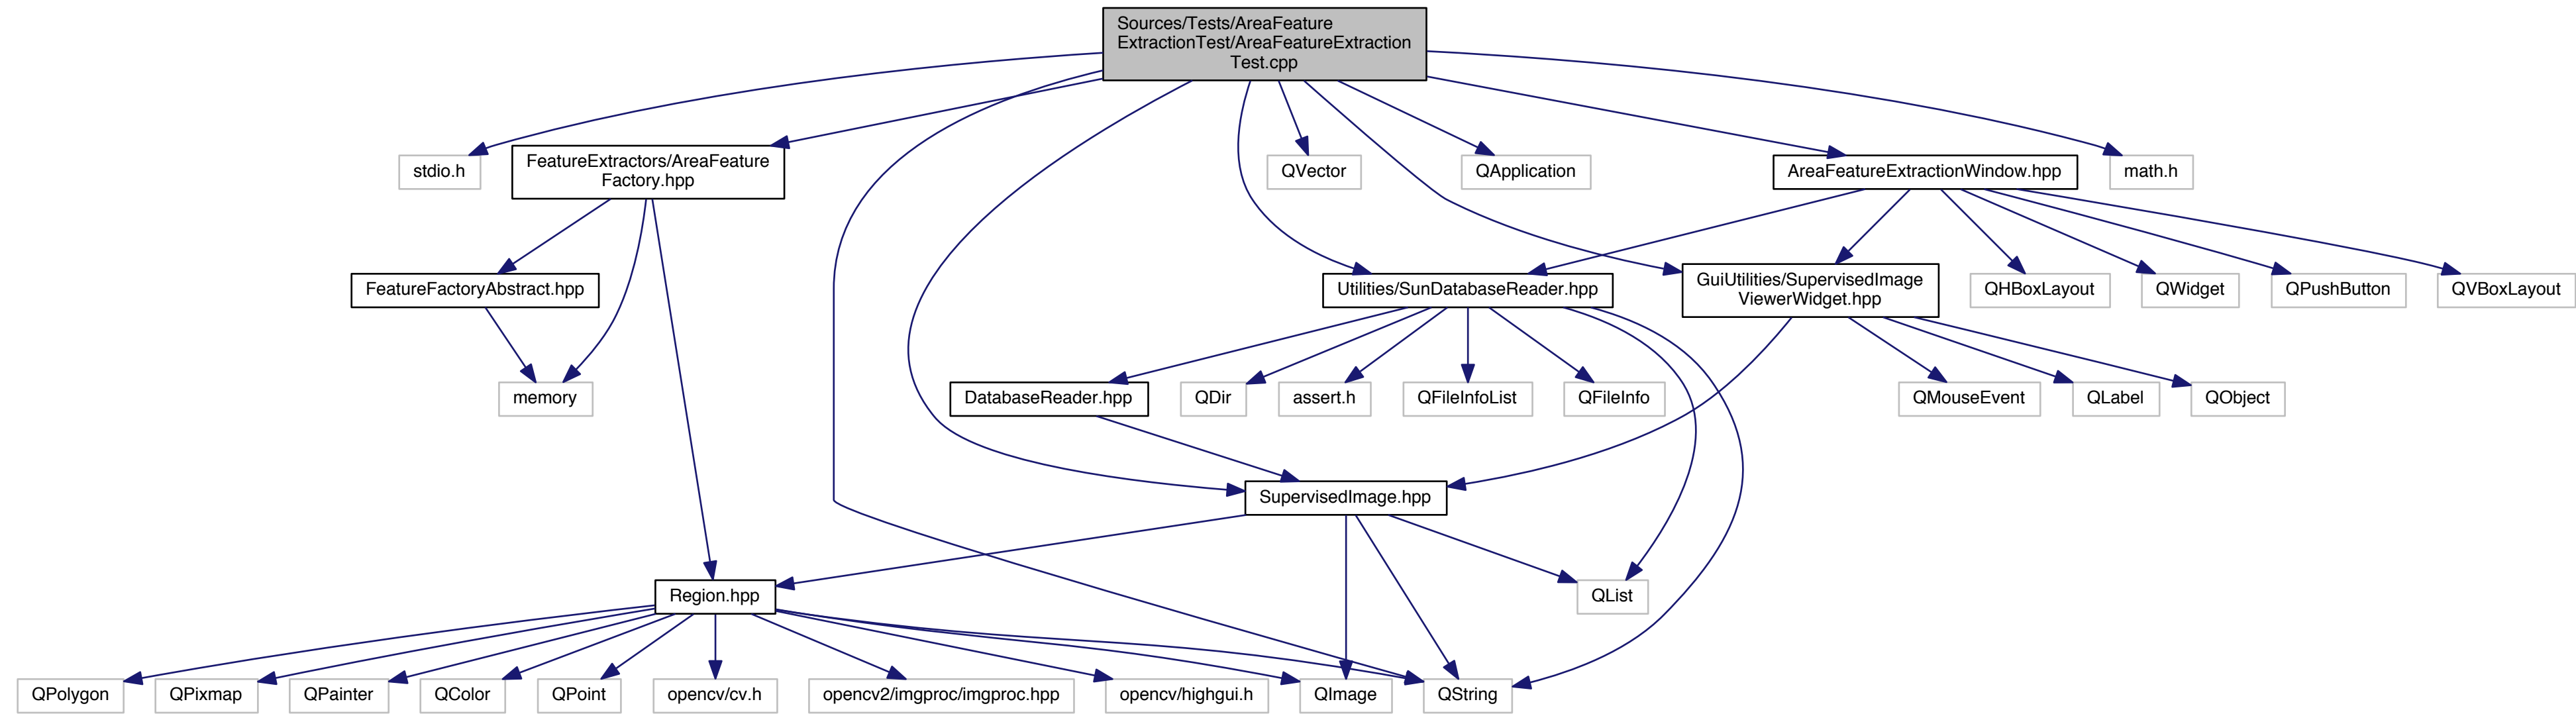 Sources/Tests/AreaFeature
ExtractionTest/AreaFeatureExtraction
Test.cpp
stdio.h
FeatureExtractors/AreaFeature
Factory.hpp
QVector
QApplication
AreaFeatureExtractionWindow.hpp
math.h
FeatureFactoryAbstract.hpp
Utilities/SunDatabaseReader.hpp
GuiUtilities/SupervisedImage
ViewerWidget.hpp
QHBoxLayout
QWidget
QPushButton
QVBoxLayout
memory
DatabaseReader.hpp
QDir
assert.h
QFileInfoList
QFileInfo
QMouseEvent
QLabel
QObject
SupervisedImage.hpp
Region.hpp
QList
QPolygon
QPixmap
QPainter
QColor
QPoint
opencv/cv.h
opencv2/imgproc/imgproc.hpp
opencv/highgui.h
QImage
QString